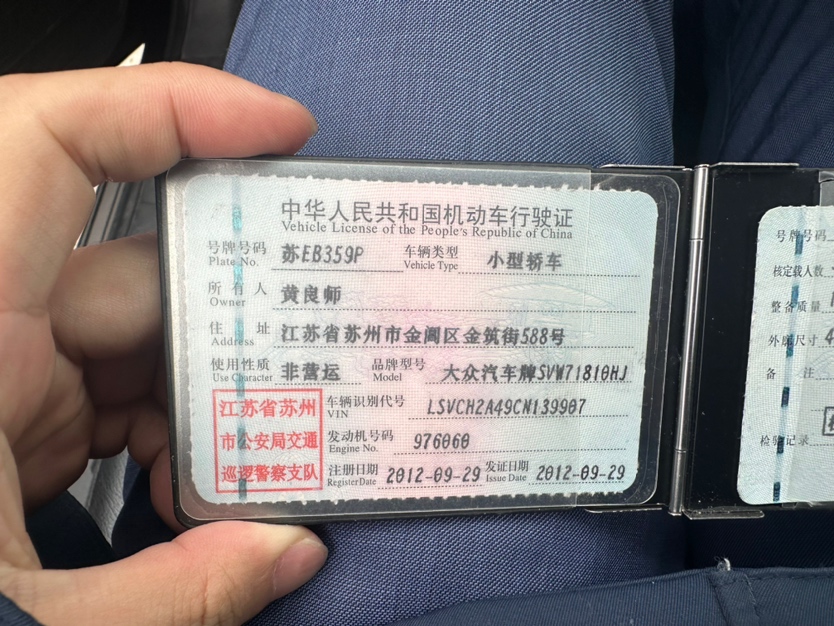 中华人民共和国机动车行驶证
Vehicle License of the People's Republic of China
号牌号码 苏EB359P 车辆类型 小型轿车
Plate No. Vehicle Type
所有人 黄良师
Owner
住址 江苏省苏州市金阊区金筑街588号
Address
使用性质 非营运 品牌型号 大众汽车牌SVW71810HJ
Use Character Model
江苏省苏州
市公安局交通
巡逻警察支队
车辆识别代号 LSVCH2A49CN139907
VIN
发动机号码 976060
Engine No.
注册日期 2012-09-29 发证日期 2012-09-29
RegisterDate Issue Date
号牌号码
核定载人数
整备质量
外廓尺寸 4
备注
检验记录